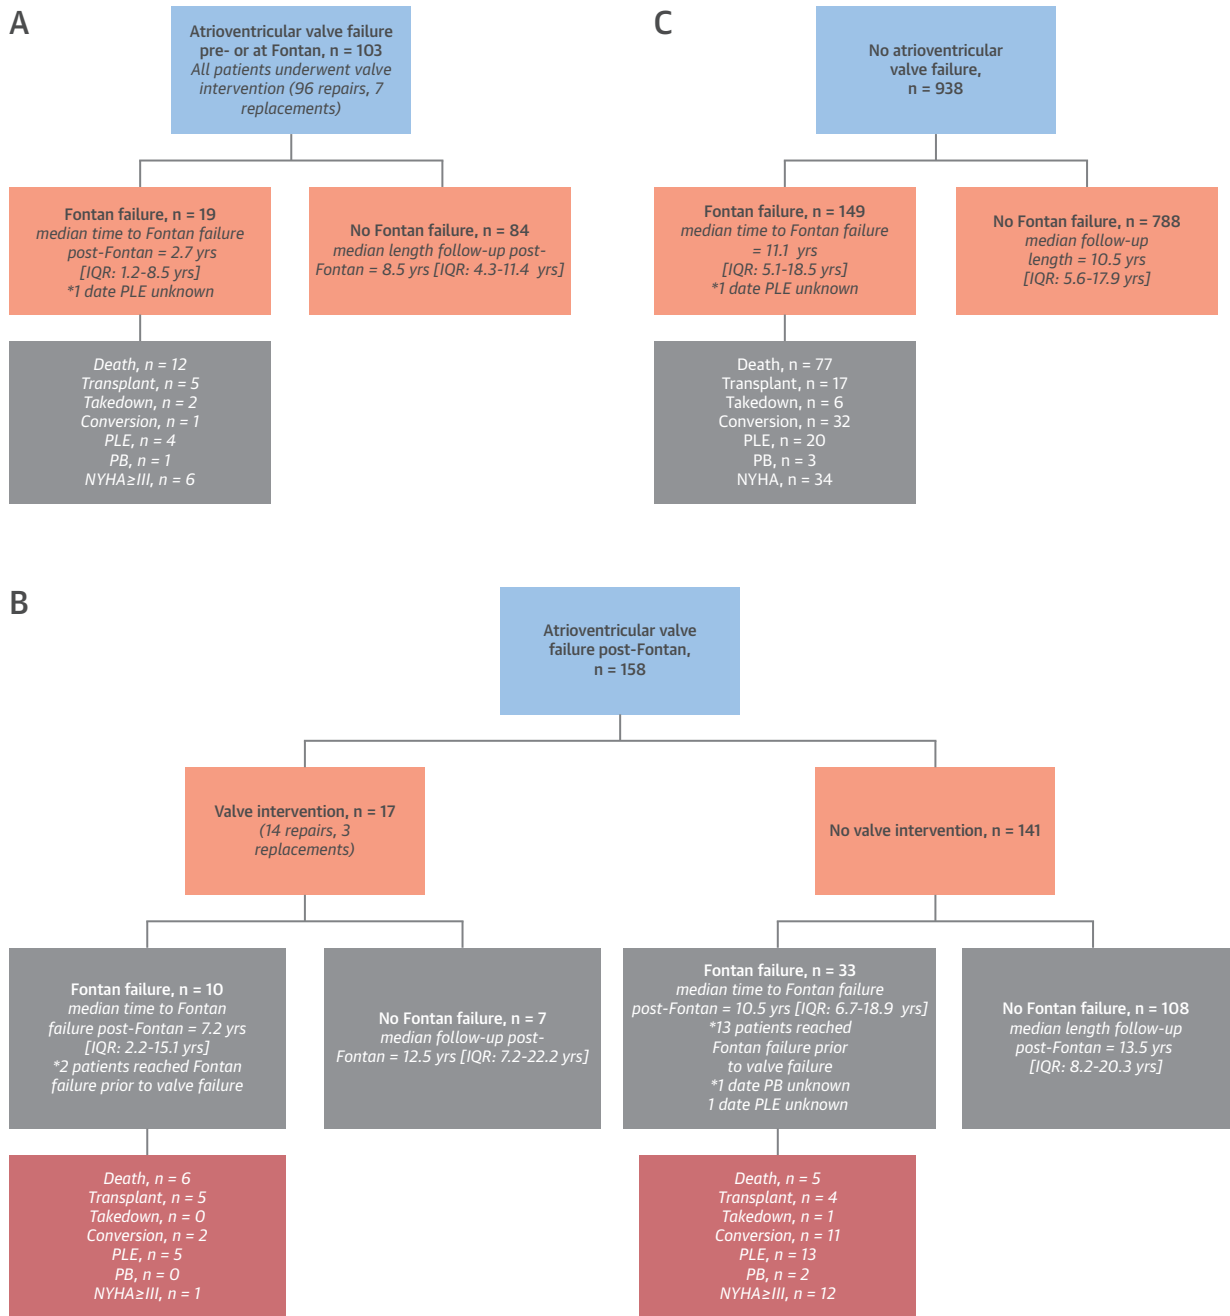 A
Atrioventricular valve failure
pre- or at Fontan, n = 103
All patients underwent valve
intervention (96 repairs, 7
replacements)
Fontan failure, n = 19
median time to Fontan failure
post-Fontan = 2.7 yrs
[IQR: 1.2-8.5 yrs]
*1 date PLE unknown
No Fontan failure, n = 84
median length follow-up post-
Fontan = 8.5 yrs [IQR: 4.3-11.4 yrs]
Death, n = 12
Transplant, n = 5
Takedown, n = 2
Conversion, n = 1
PLE, n = 4
PB, n = 1
NYHA≥III, n = 6
C
No atrioventricular
valve failure,
n = 938
Fontan failure, n = 149
median time to Fontan failure
= 11.1 yrs
[IQR: 5.1-18.5 yrs]
*1 date PLE unknown
No Fontan failure, n = 788
median follow-up
length = 10.5 yrs
[IQR: 5.6-17.9 yrs]
Death, n = 77
Transplant, n = 17
Takedown, n = 6
Conversion, n = 32
PLE, n = 20
PB, n = 3
NYHA, n = 34
B
Atrioventricular valve
failure post-Fontan,
n = 158
Valve intervention, n = 17
(14 repairs, 3
replacements)
No valve intervention, n = 141
Fontan failure, n = 10
median time to Fontan
failure post-Fontan = 7.2 yrs
[IQR: 2.2-15.1 yrs]
*2 patients reached Fontan
failure prior to valve failure
No Fontan failure, n = 7
median follow-up post-
Fontan = 12.5 yrs [IQR: 7.2-22.2 yrs]
Fontan failure, n = 33
median time to Fontan failure
post-Fontan = 10.5 yrs [IQR: 6.7-18.9 yrs]
*13 patients reached
Fontan failure prior
to valve failure
*1 date PB unknown
1 date PLE unknown
No Fontan failure, n = 108
median length follow-up
post-Fontan = 13.5 yrs
[IQR: 8.2-20.3 yrs]
Death, n = 6
Transplant, n = 5
Takedown, n = 0
Conversion, n = 2
PLE, n = 5
PB, n = 0
NYHA≥III, n = 1
Death, n = 5
Transplant, n = 4
Takedown, n = 1
Conversion, n = 11
PLE, n = 13
PB, n = 2
NYHA≥III, n = 12